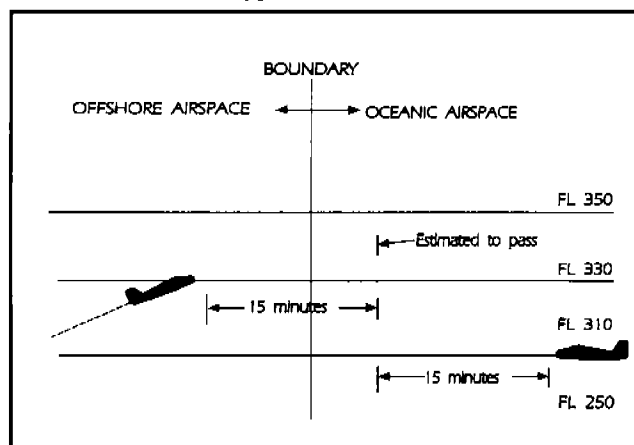 BOUNDARY
OFFSHORE AIRSPACE
OCEANIC AIRSPACE
FL 350
Estimated to pass
FL 330
15 minutes
FL 310
15 minutes
FL 250